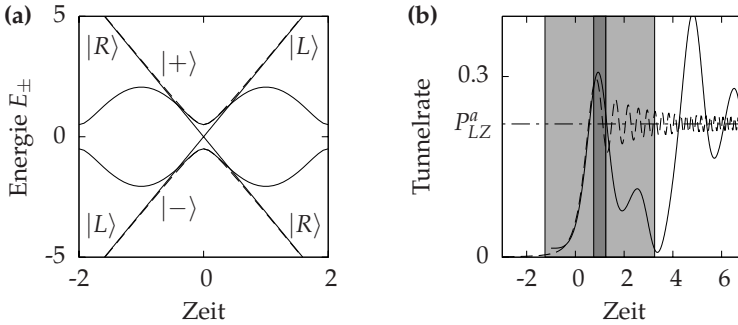 (a)
5
0
-5
Energie E±
|R⟩
|+⟩
|L⟩
|L⟩
|−⟩
|R⟩
-2
0
2
Zeit
(b)
0.3
P^a_LZ
0
Tunnelrate
-2
0
2
4
6
Zeit